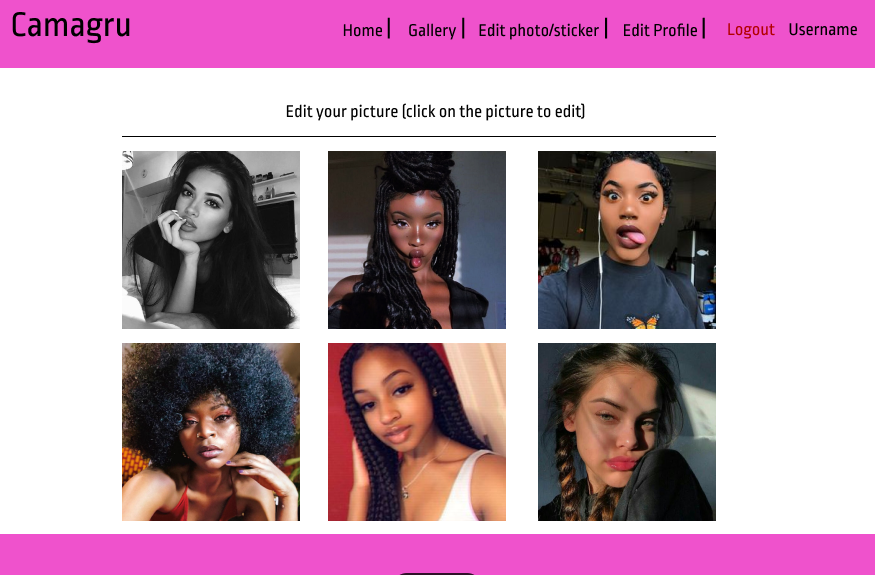 Camagru
Home | Gallery | Edit photo/sticker | Edit Profile | Logout Username
Edit your picture (click on the picture to edit)